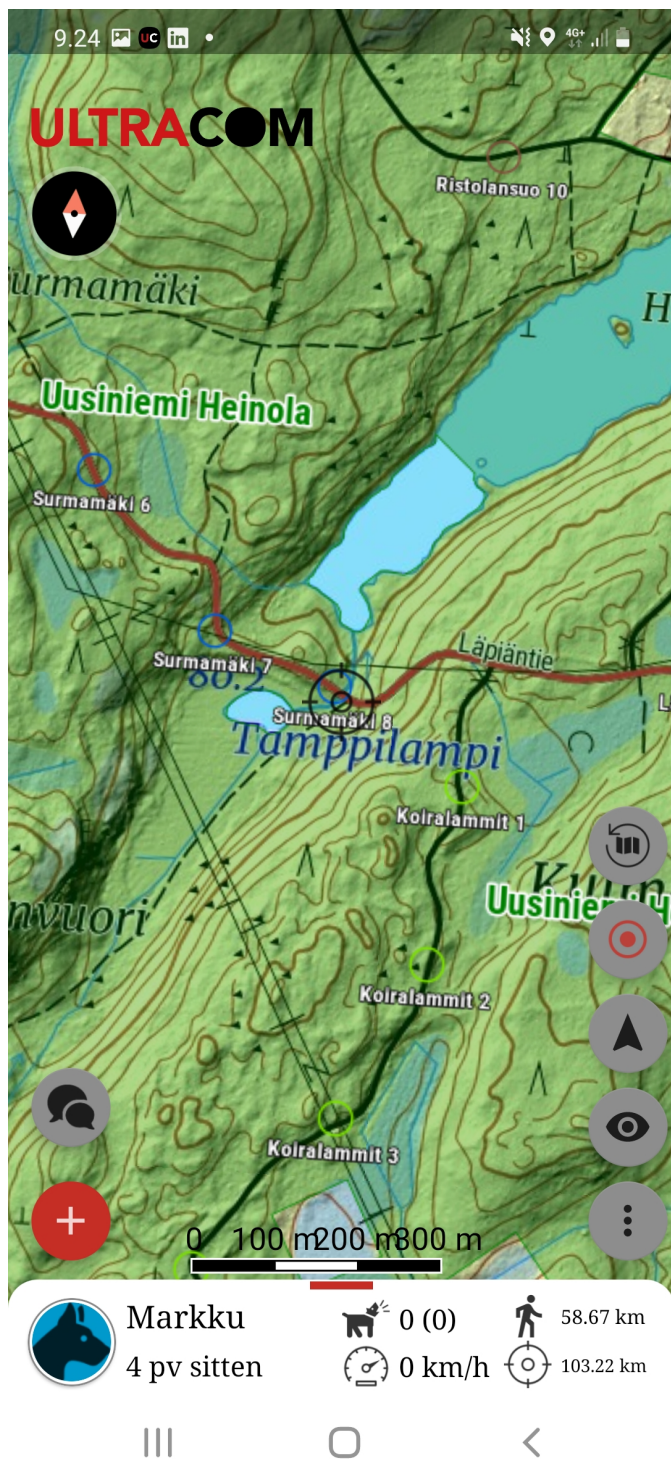 9.24
UC
in
4G+
ULTRACOM
Ristolansuo 10
urmamäki
H
Uusiniemi Heinola
Surmamäki 6
Surmamäki 7
80.2
Läpiäntie
L
Surmamäki 8
Tamppilampi
Koiralammit 1
nvuori
Koiralammit 2
Koiralammit 3
0 100 m 200 m 300 m
Markku
0 (0)
58.67 km
4 pv sitten
0 km/h
103.22 km